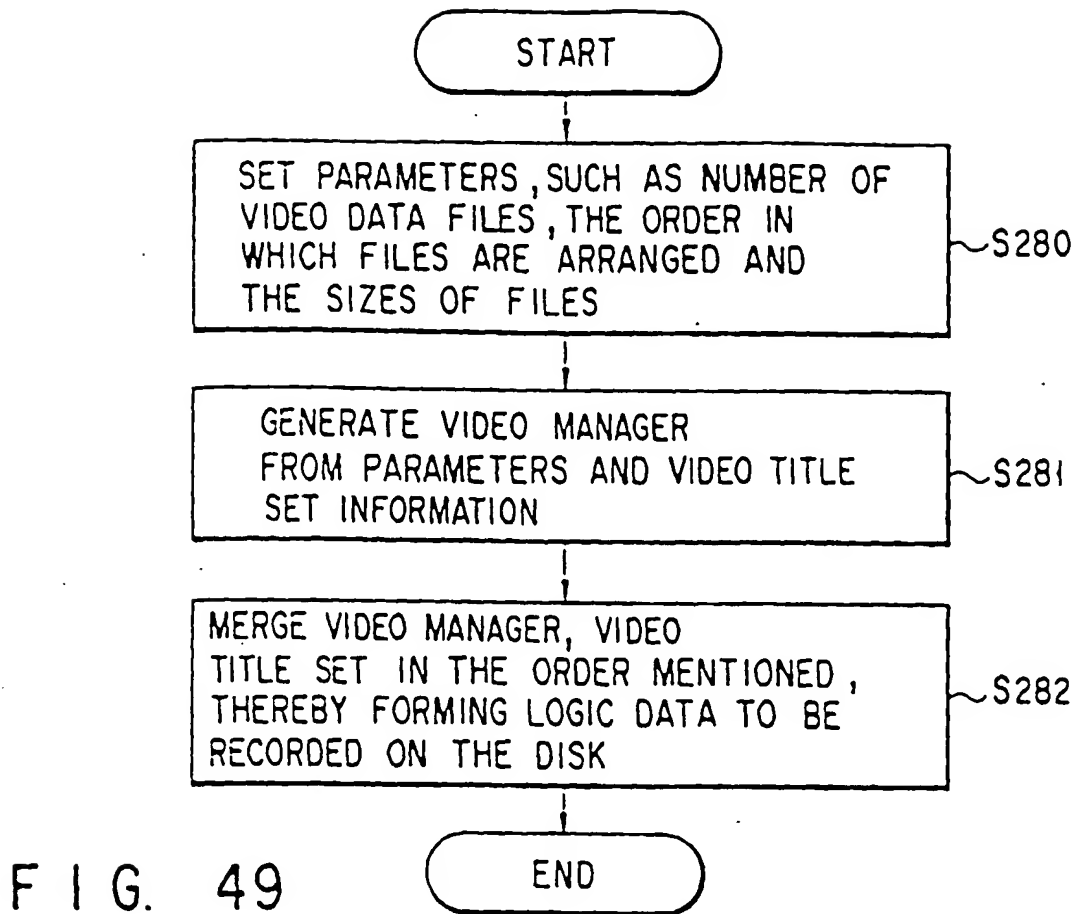 START
SET PARAMETERS, SUCH AS NUMBER OF
VIDEO DATA FILES, THE ORDER IN
WHICH FILES ARE ARRANGED AND
THE SIZES OF FILES
S280
GENERATE VIDEO MANAGER
FROM PARAMETERS AND VIDEO TITLE
SET INFORMATION
S281
MERGE VIDEO MANAGER, VIDEO
TITLE SET IN THE ORDER MENTIONED,
THEREBY FORMING LOGIC DATA TO BE
RECORDED ON THE DISK
S282
END
FIG. 49